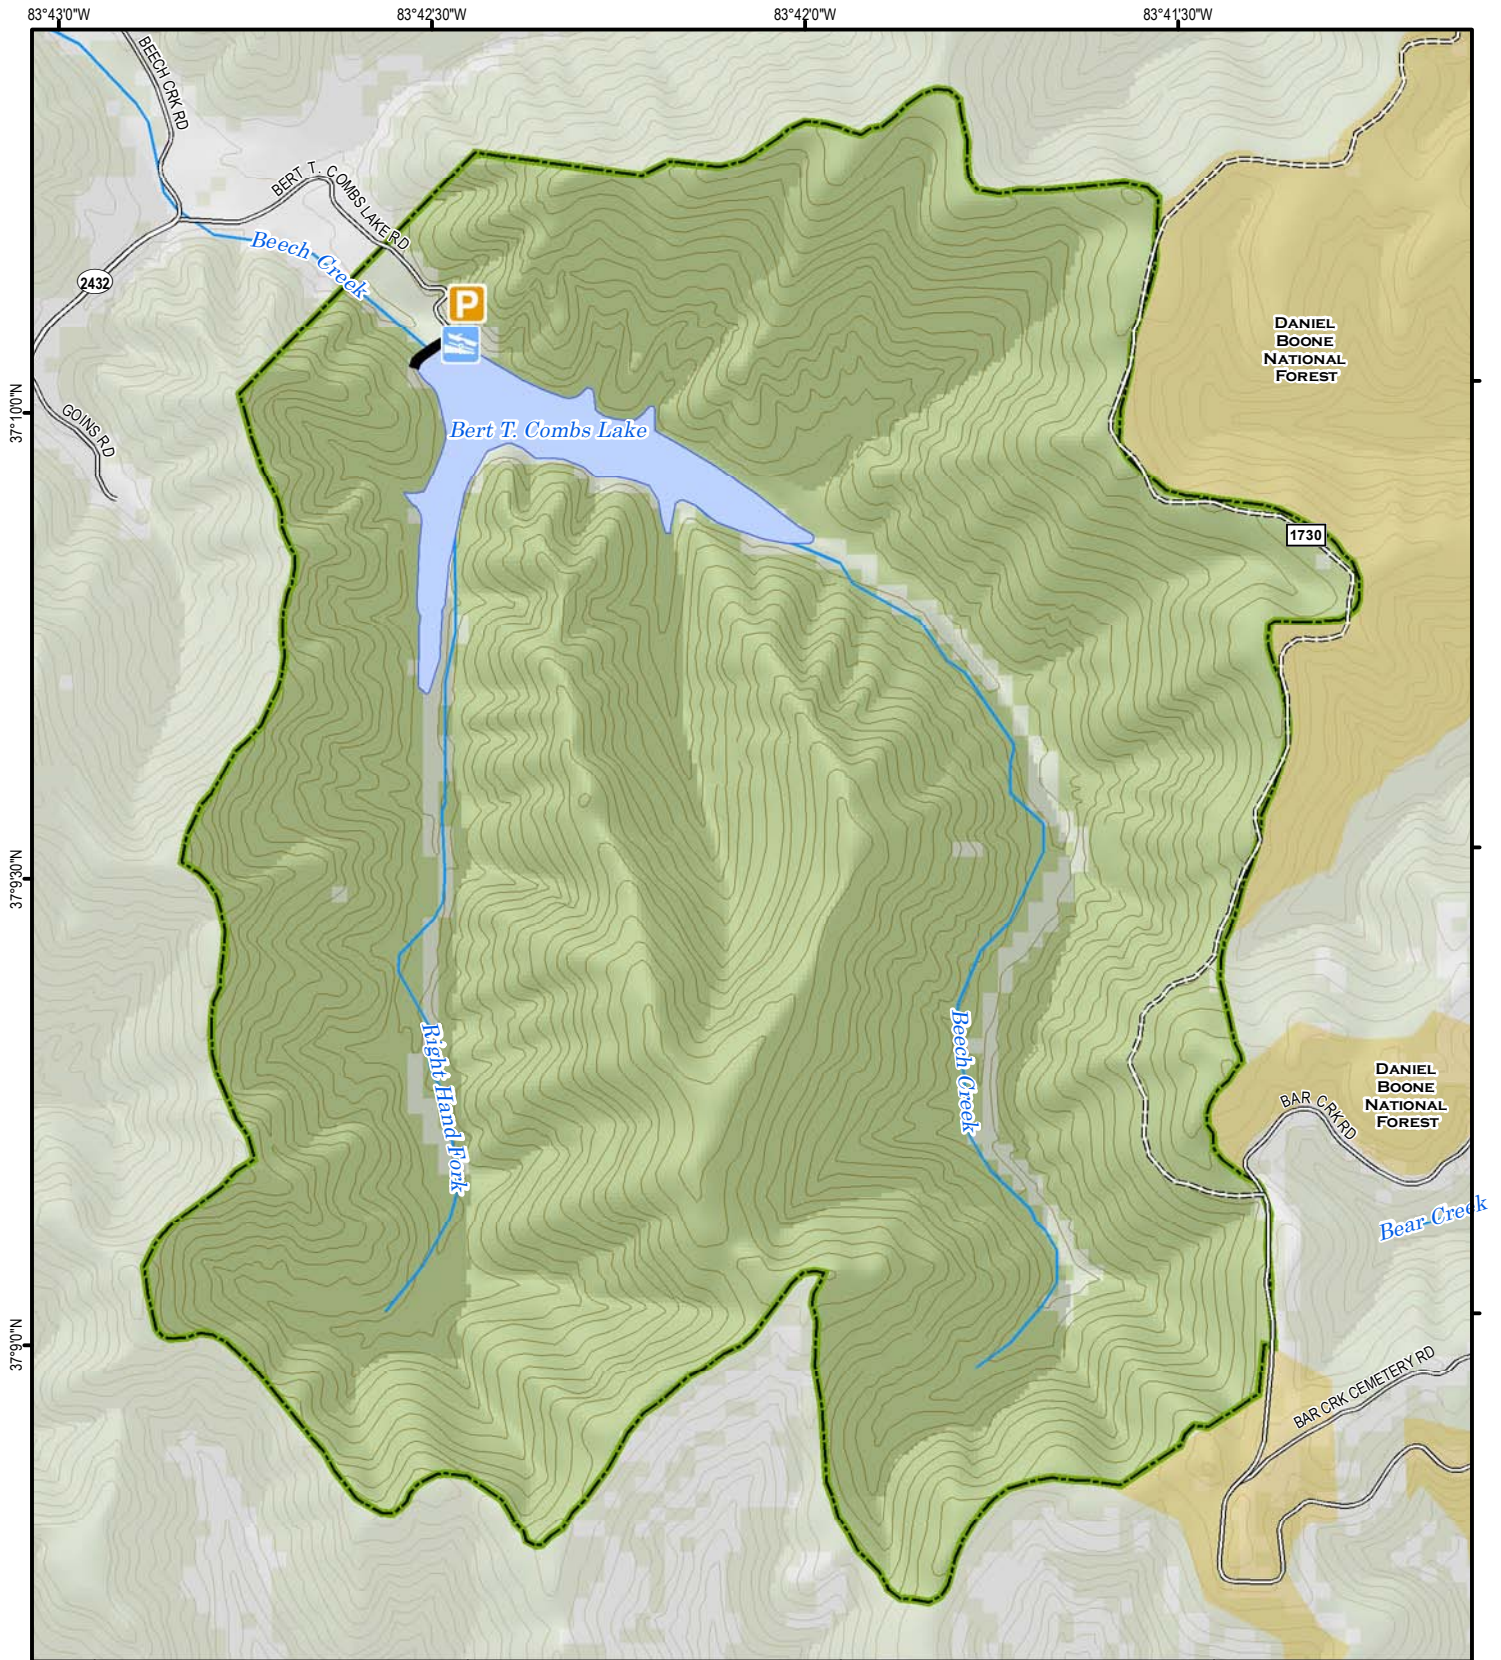 83°43'0"W
83°42'30"W
83°42'0"W
83°41'30"W
BEECH CRK RD
BERT T. COMBS LAKE RD
Beech Creek
2432
P
DANIEL
BOONE
NATIONAL
FOREST
37°10'0"N
GOINS RD
Bert T. Combs Lake
1730
37°9'30"N
Right Hand Fork
Beech Creek
DANIEL
BOONE
NATIONAL
FOREST
BAR CRK RD
Bear Creek
37°9'0"N
BAR CRK CEMETERY RD